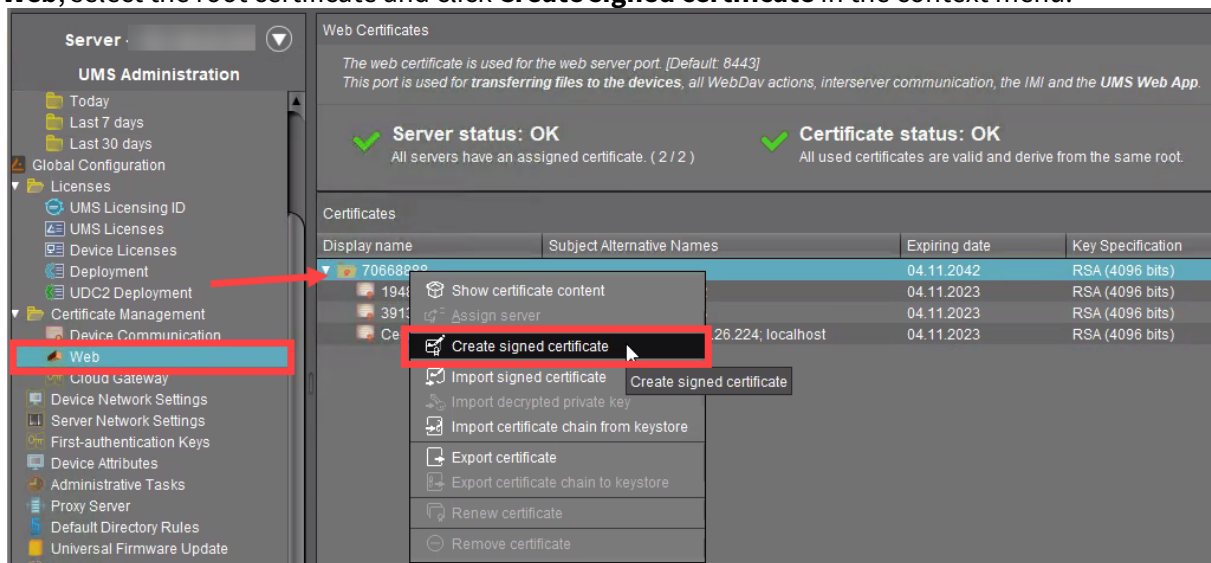 Web, select the root certificate and click Create signed certificate in the context menu.
Server -
UMS Administration
Today
Last 7 days
Last 30 days
Global Configuration
Licenses
UMS Licensing ID
UMS Licenses
Device Licenses
Deployment
UDC2 Deployment
Certificate Management
Device Communication
Web
Cloud Gateway
Device Network Settings
Server Network Settings
First-authentication Keys
Device Attributes
Administrative Tasks
Proxy Server
Default Directory Rules
Universal Firmware Update
Web Certificates
The web certificate is used for the web server port. [Default: 8443]
This port is used for transferring files to the devices, all WebDav actions, interserver communication, the IMI and the UMS Web App.
Server status: OK
All servers have an assigned certificate. ( 2 / 2 )
Certificate status: OK
All used certificates are valid and derive from the same root.
Certificates
Display name Subject Alternative Names Expiring date Key Specification
70668888 04.11.2042 RSA (4096 bits)
1948 04.11.2023 RSA (4096 bits)
3913 04.11.2023 RSA (4096 bits)
Ce .26.224; localhost 04.11.2023 RSA (4096 bits)
Show certificate content
Assign server
Create signed certificate
Import signed certificate
Create signed certificate
Import decrypted private key
Import certificate chain from keystore
Export certificate
Export certificate chain to keystore
Renew certificate
Remove certificate